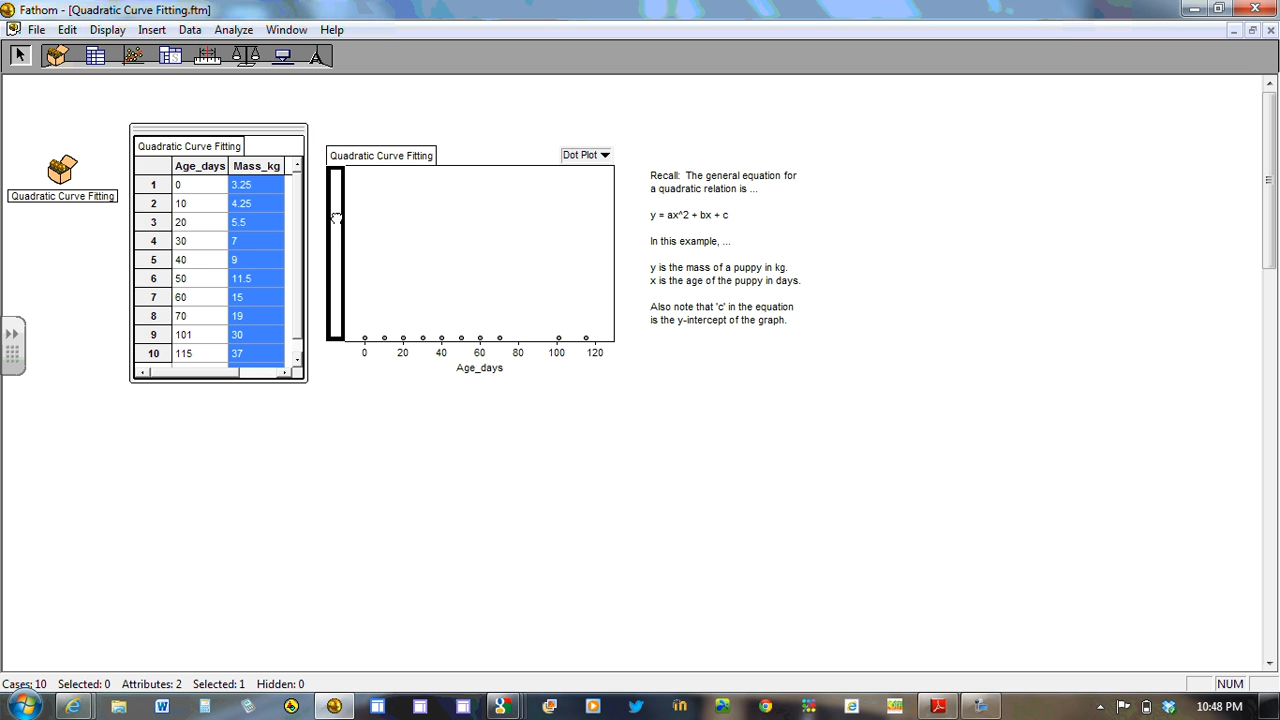 Fathom - [Quadratic Curve Fitting.ftm]
File Edit Display Insert Data Analyze Window Help
Quadratic Curve Fitting
Quadratic Curve Fitting
Age_days Mass_kg
1 0 3.25
2 10 4.25
3 20 5.5
4 30 7
5 40 9
6 50 11.5
7 60 15
8 70 19
9 101 30
10 115 37
Quadratic Curve Fitting
Dot Plot
0 20 40 60 80 100 120
Age_days
Recall: The general equation for
a quadratic relation is ...
y = ax^2 + bx + c
In this example, ...
y is the mass of a puppy in kg.
x is the age of the puppy in days.
Also note that 'c' in the equation
is the y-intercept of the graph.
Cases: 10 Selected: 0 Attributes: 2 Selected: 1 Hidden: 0
NUM
10:48 PM